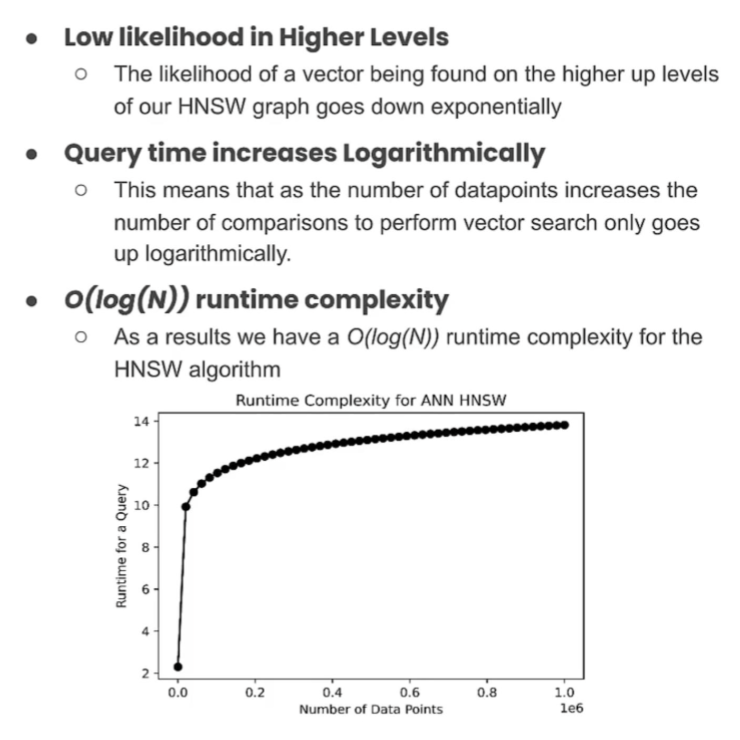 ● Low likelihood in Higher Levels
○ The likelihood of a vector being found on the higher up levels
of our HNSW graph goes down exponentially
● Query time increases Logarithmically
○ This means that as the number of datapoints increases the
number of comparisons to perform vector search only goes
up logarithmically.
● O(log(N)) runtime complexity
○ As a results we have a O(log(N)) runtime complexity for the
HNSW algorithm
Runtime Complexity for ANN HNSW
14
12
10
8
6
4
2
Runtime for a Query
0.0 0.2 0.4 0.6 0.8 1.0
1e6
Number of Data Points